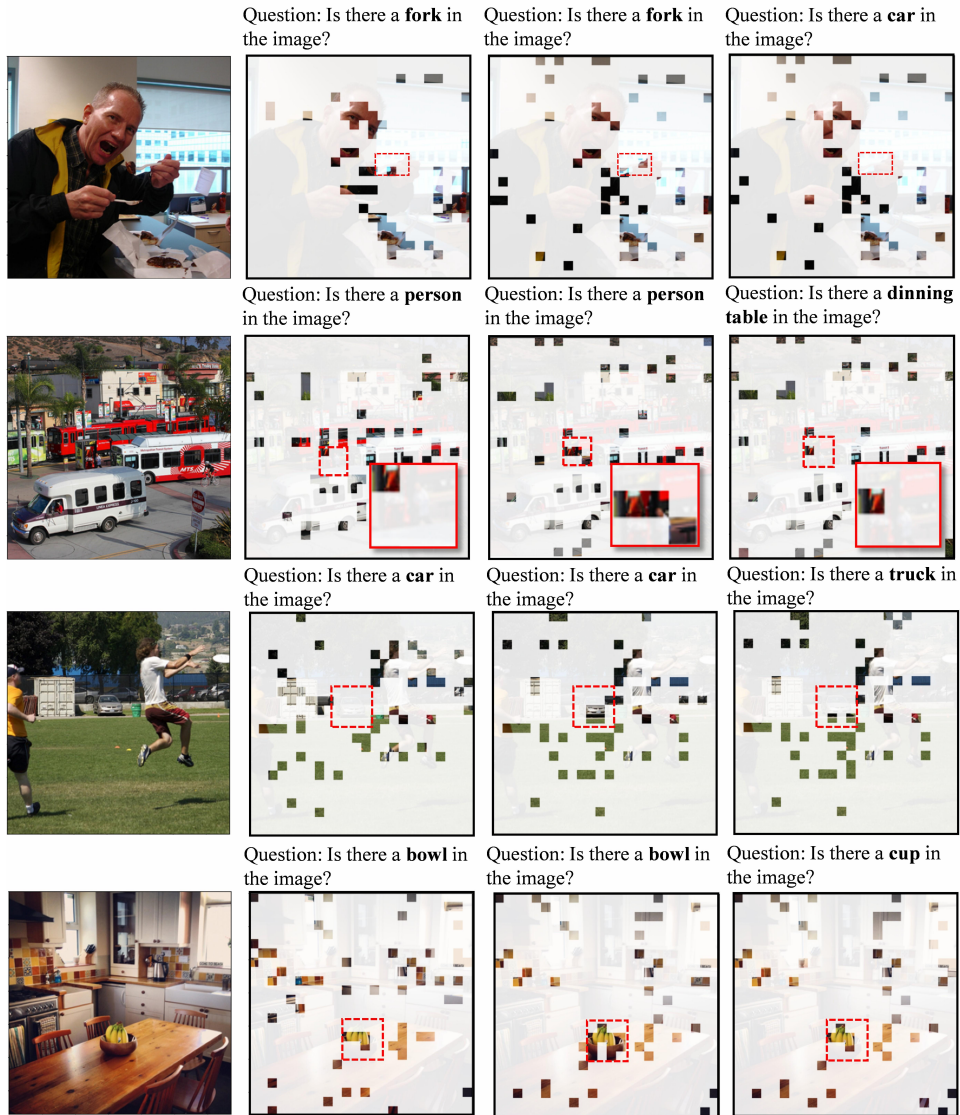 Question: Is there a fork in
the image?
Question: Is there a fork in
the image?
Question: Is there a car in
the image?
Question: Is there a person
in the image?
Question: Is there a person
in the image?
Question: Is there a dinning
table in the image?
MTS
Question: Is there a car in
the image?
Question: Is there a car in
the image?
Question: Is there a truck in
the image?
Question: Is there a bowl in
the image?
Question: Is there a bowl in
the image?
Question: Is there a cup in
the image?